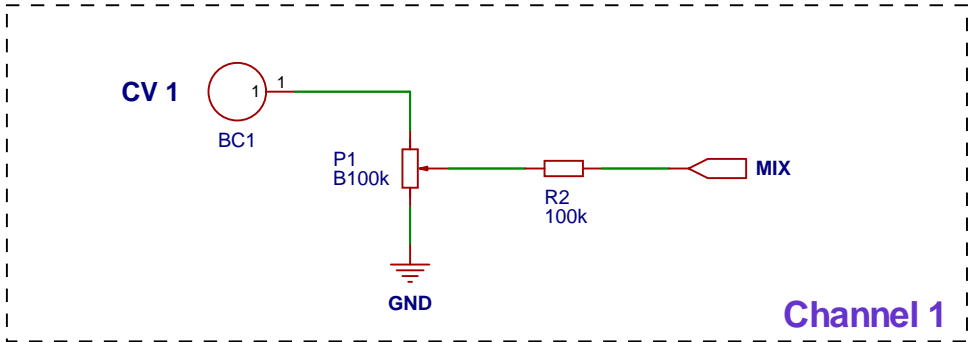 CV 1
1
1
BC1
P1
B100k
R2
100k
MIX
GND
Channel 1